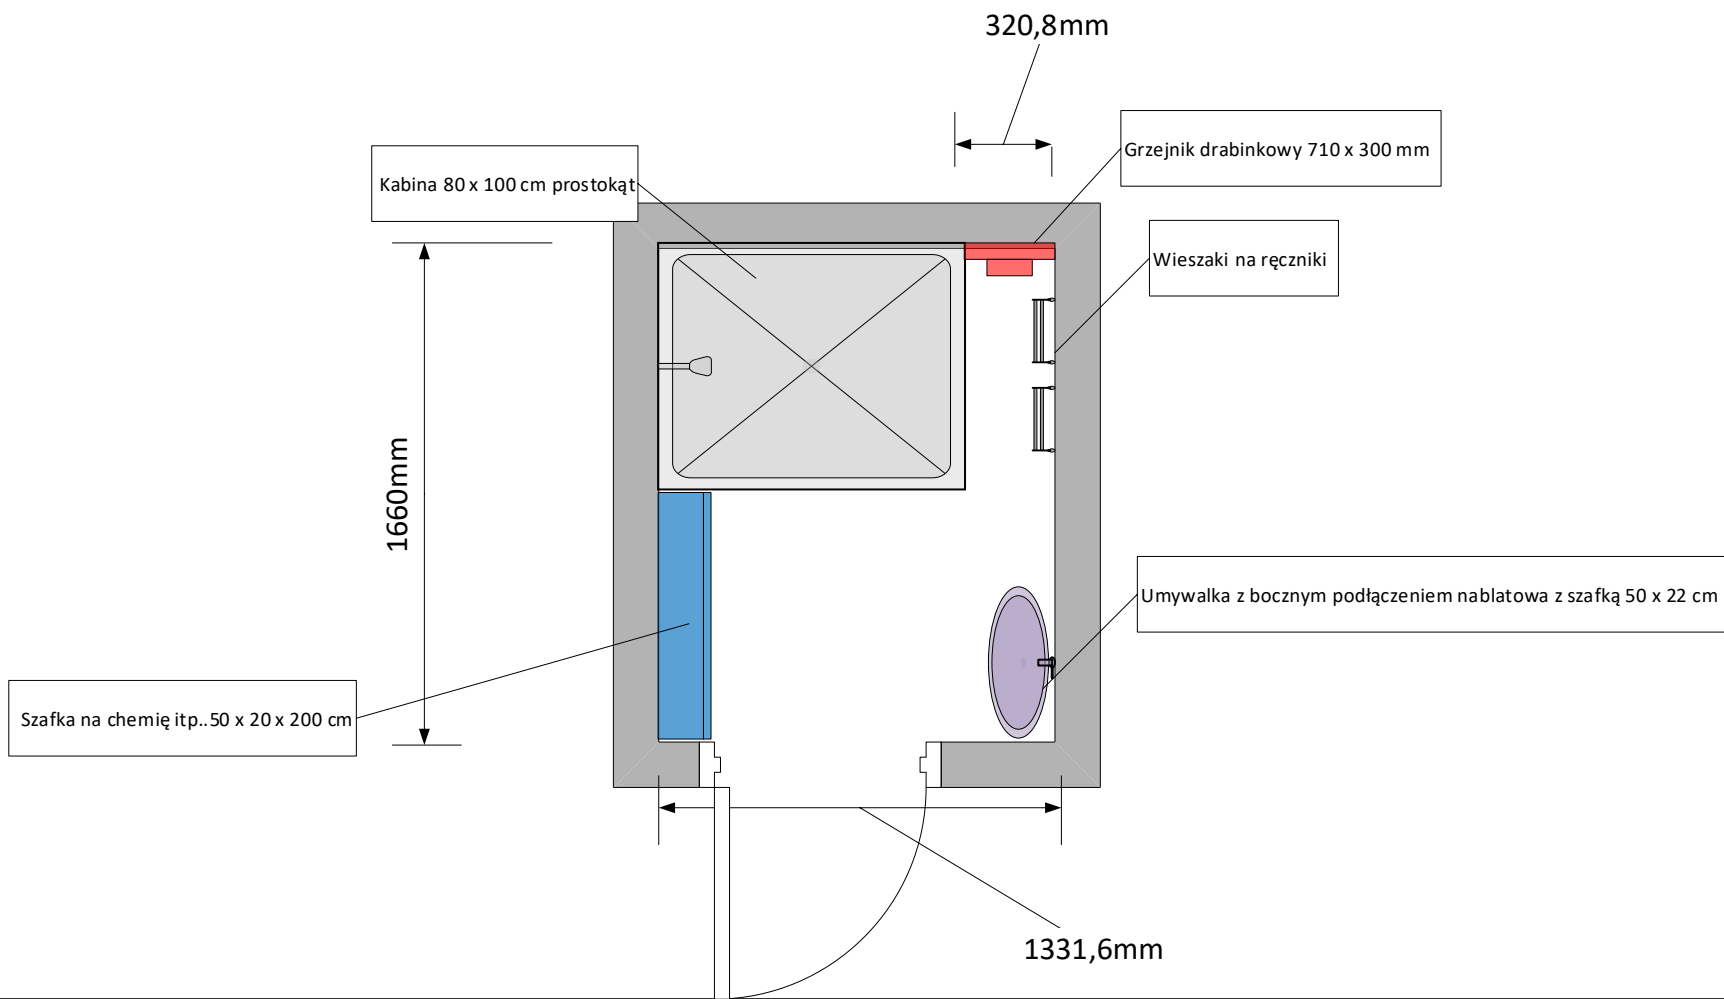 320,8mm
Grzejnik drabinkowy 710 x 300 mm
Kabina 80 x 100 cm prostokąt
Wieszaki na ręczniki
1660mm
Umywalka z bocznym podłączeniem nablatowa z szafką 50 x 22 cm
Szafka na chemię itp..50 x 20 x 200 cm
1331,6mm